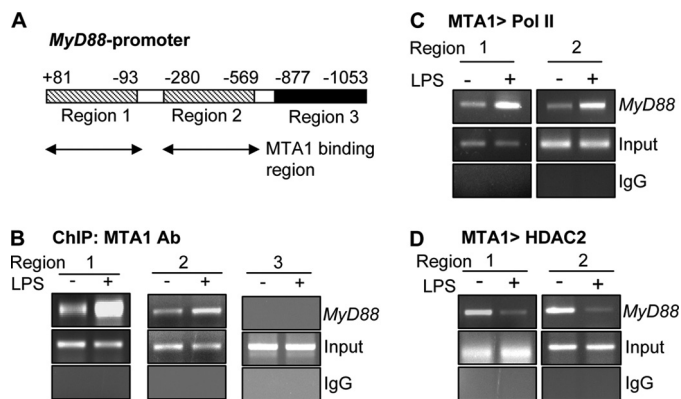 A
MyD88-promoter
+81 -93 -280 -569 -877 -1053
Region 1 Region 2 Region 3
MTA1 binding
region
B ChIP: MTA1 Ab
Region 1 2 3
LPS - + - + - +
MyD88
Input
IgG
C MTA1> Pol II
Region 1 2
LPS - + - +
MyD88
Input
IgG
D MTA1> HDAC2
Region 1 2
LPS - + - +
MyD88
Input
IgG